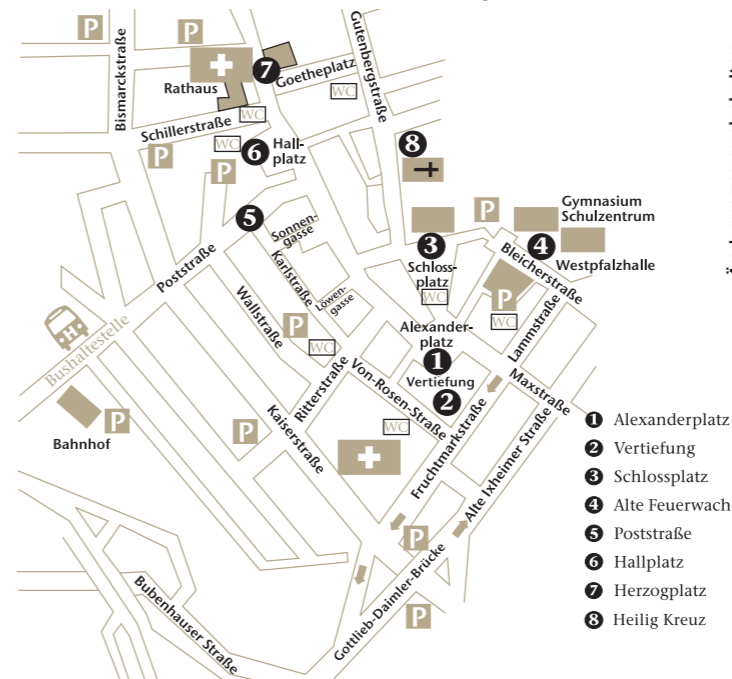 P
P
Bismarckstraße
Rathaus
7
Goetheplatz
Gutenbergstraße
WC
WC
Schillerstraße
P
WC
6
Hall-
platz
P
8
Gymnasium
Schulzentrum
P
5
Sonnen-
gasse
3
4
Bleicherstraße
Westpfalzhalle
Poststraße
Karlstraße
Schloss-
platz
WC
P
Löwen-
gasse
Wallstraße
P
WC
Lammstraße
H
Bushaltestelle
Alexander-
platz
1
WC
Vertiefung
2
Ritterstraße
Von-Rosen-Straße
Maxstraße
Bahnhof
P
Kaiserstraße
P
WC
Fruchtmarkstraße
Alte Ixheimer Straße
P
Gottlieb-Daimler-Brücke
P
Bubenhauser Straße
1 Alexanderplatz
2 Vertiefung
3 Schlossplatz
4 Alte Feuerwache
5 Poststraße
6 Hallplatz
7 Herzogplatz
8 Heilig Kreuz